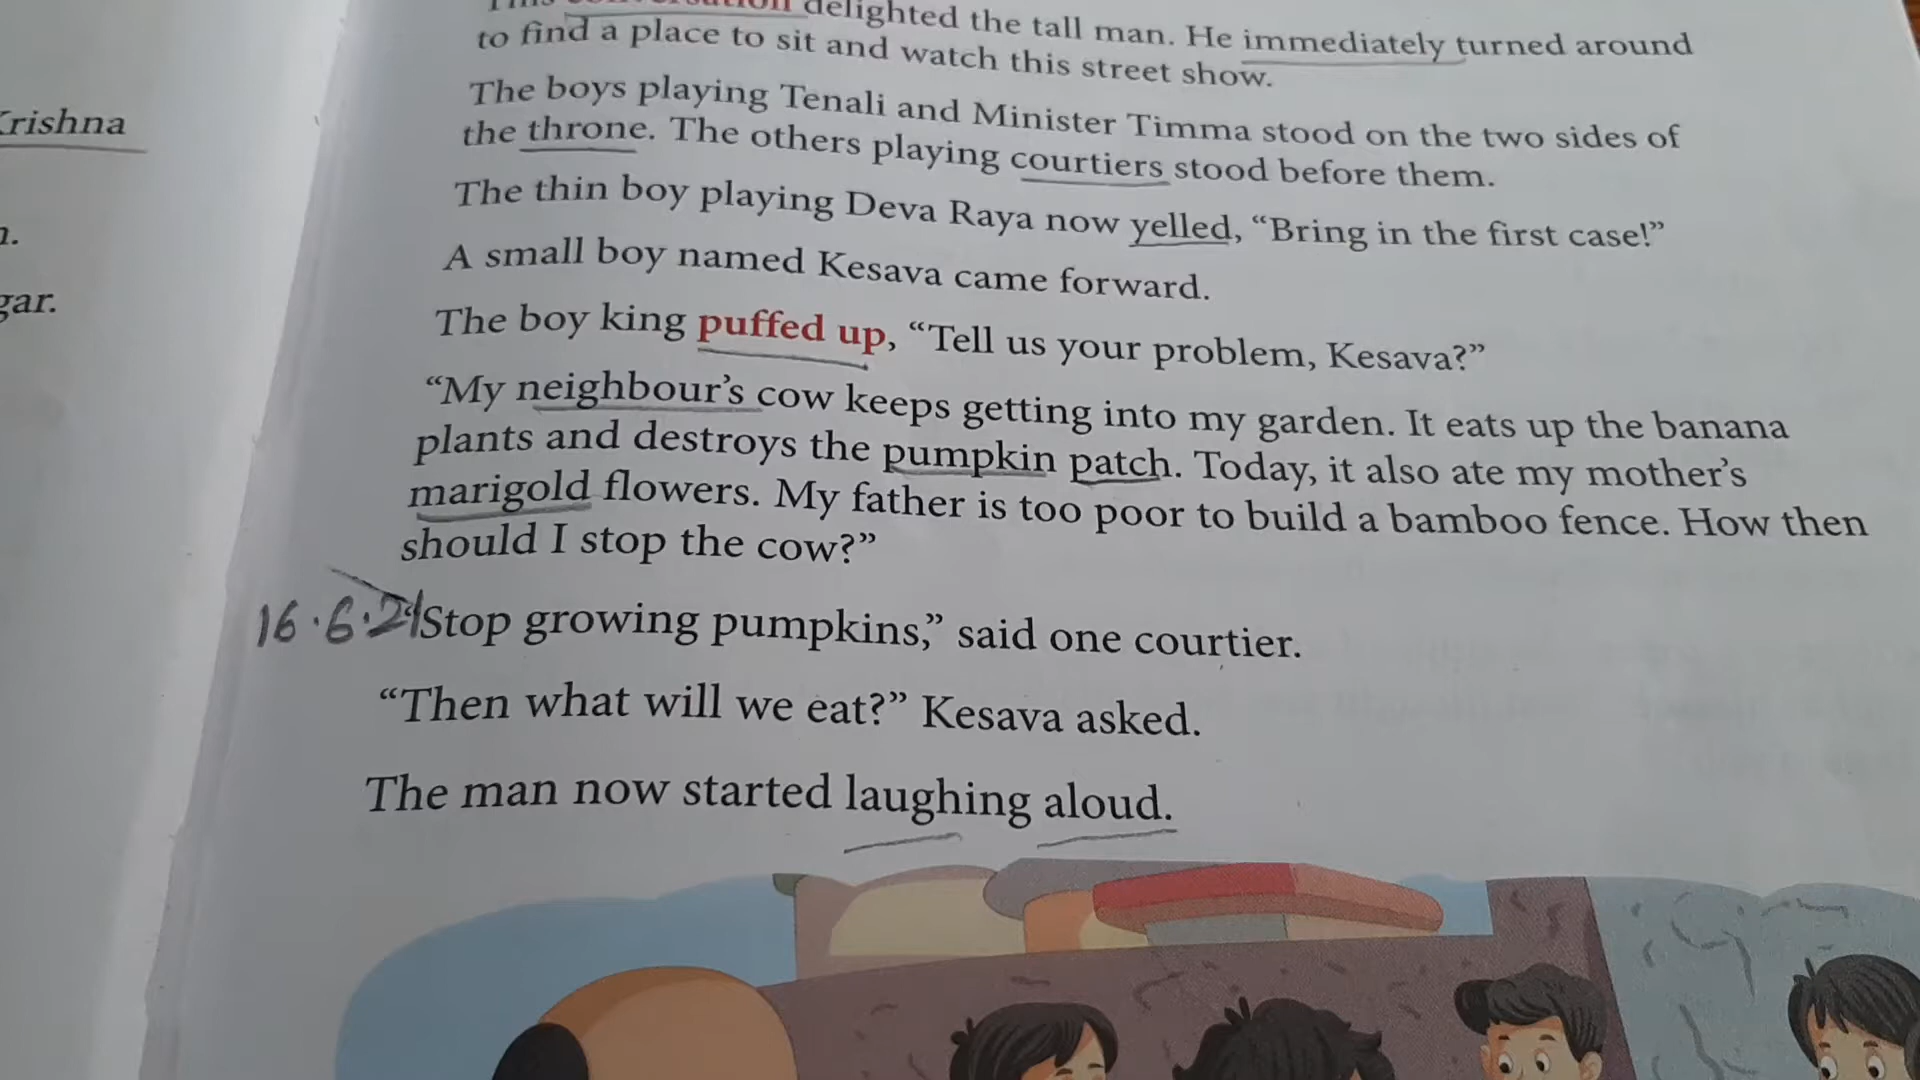 delighted the tall man. He immediately turned around
to find a place to sit and watch this street show.
The boys playing Tenali and Minister Timma stood on the two sides of
the throne. The others playing courtiers stood before them.
The thin boy playing Deva Raya now yelled, “Bring in the first case!”
A small boy named Kesava came forward.
The boy king puffed up, “Tell us your problem, Kesava?”
“My neighbour’s cow keeps getting into my garden. It eats up the banana
plants and destroys the pumpkin patch. Today, it also ate my mother’s
marigold flowers. My father is too poor to build a bamboo fence. How then
should I stop the cow?”
16.6.21 “Stop growing pumpkins,” said one courtier.
“Then what will we eat?” Kesava asked.
The man now started laughing aloud.
Krishna
gar.